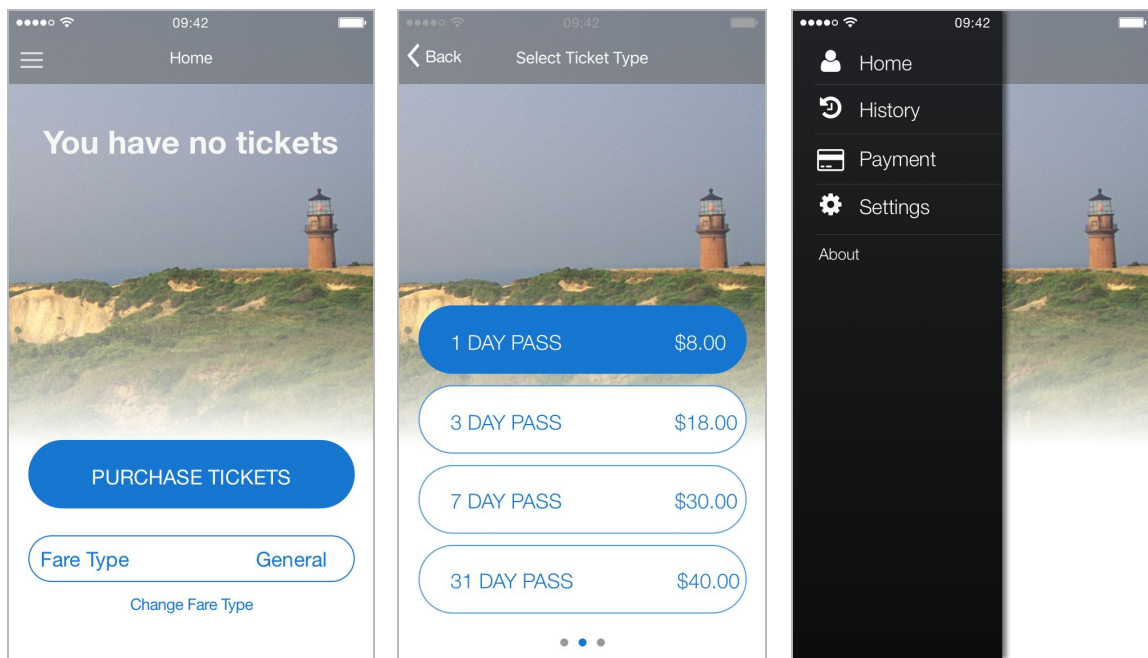 09:42
Home
You have no tickets
PURCHASE TICKETS
Fare Type General
Change Fare Type
09:42
Back Select Ticket Type
1 DAY PASS $8.00
3 DAY PASS $18.00
7 DAY PASS $30.00
31 DAY PASS $40.00
09:42
Home
History
Payment
Settings
About